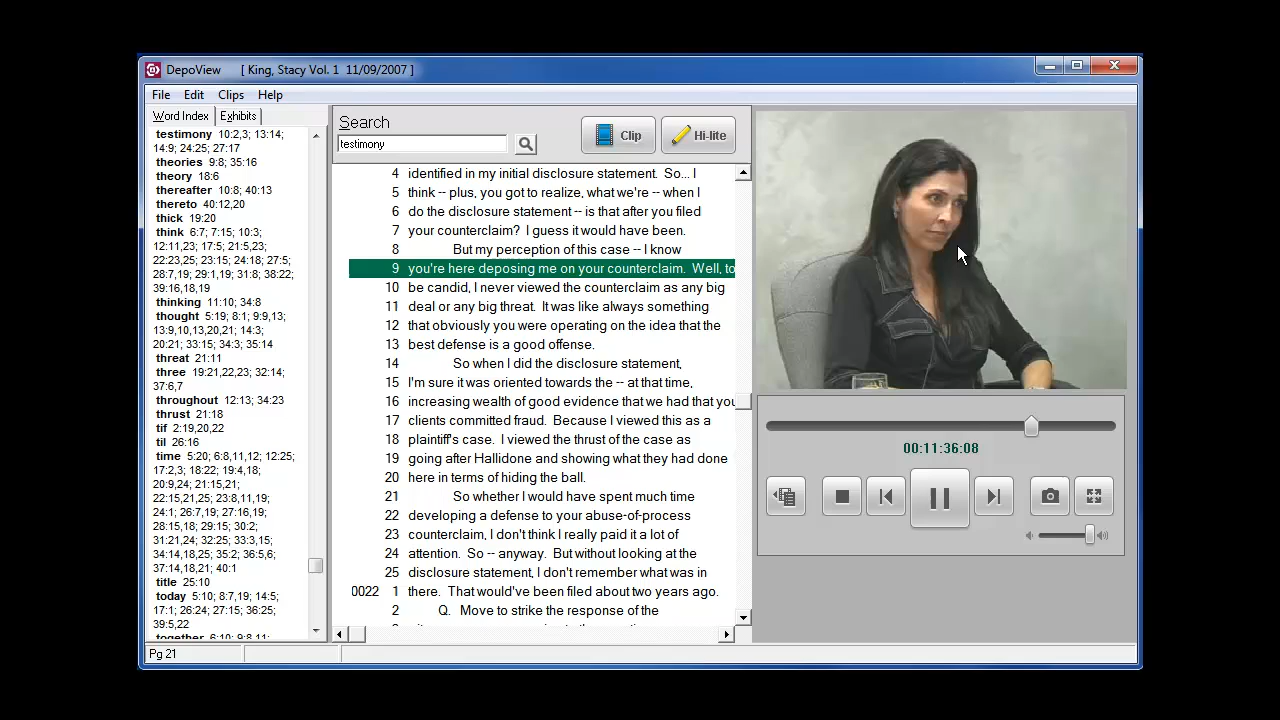 DepoView [ King, Stacy Vol. 1 11/09/2007 ]
File Edit Clips Help
Word Index Exhibits
testimony 10:2,3; 13:14;
14:9; 24:25; 27:17
theories 9:8; 35:16
theory 18:6
thereafter 10:8; 40:13
thereto 40:12,20
thick 19:20
think 6:7; 7:15; 10:3;
12:11,23; 17:5; 21:5,23;
22:23,25; 23:15; 24:18; 27:5;
28:7,19; 29:1,19; 31:8; 38:22;
39:16,18,19
thinking 11:10; 34:8
thought 5:19; 8:1; 9:9,13;
13:9,10,13,20,21; 14:3;
20:21; 33:15; 34:3; 35:14
threat 21:11
three 19:21,22,23; 32:14;
37:6,7
throughout 12:13; 34:23
thrust 21:18
tif 2:19,20,22
til 26:16
time 5:20; 6:8,11,12; 12:25;
17:2,3; 18:22; 19:4,18;
20:9,24; 21:15,21;
22:15,21,25; 23:8,11,19;
24:1; 26:7,19; 27:16,19;
28:15,18; 29:15; 30:2;
31:21,24; 32:25; 33:3,15;
34:14,18,25; 35:2; 36:5,6;
37:14,18,21; 40:1
title 25:10
today 5:10; 8:7,19; 14:5;
17:1; 26:24; 27:15; 36:25;
39:5,22
together 6:10; 9:8,11;
Search
testimony
Clip
Hi-lite
4 identified in my initial disclosure statement. So... I
5 think -- plus, you got to realize, what we're -- when I
6 do the disclosure statement -- is that after you filed
7 your counterclaim? I guess it would have been.
8 But my perception of this case -- I know
9 you're here deposing me on your counterclaim. Well, to
10 be candid, I never viewed the counterclaim as any big
11 deal or any big threat. It was like always something
12 that obviously you were operating on the idea that the
13 best defense is a good offense.
14 So when I did the disclosure statement,
15 I'm sure it was oriented towards the -- at that time,
16 increasing wealth of good evidence that we had that you
17 clients committed fraud. Because I viewed this as a
18 plaintiff's case. I viewed the thrust of the case as
19 going after Hallidone and showing what they had done
20 here in terms of hiding the ball.
21 So whether I would have spent much time
22 developing a defense to your abuse-of-process
23 counterclaim, I don't think I really paid it a lot of
24 attention. So -- anyway. But without looking at the
25 disclosure statement, I don't remember what was in
0022 1 there. That would've been filed about two years ago.
2 Q. Move to strike the response of the
00:11:36:08
Pg 21